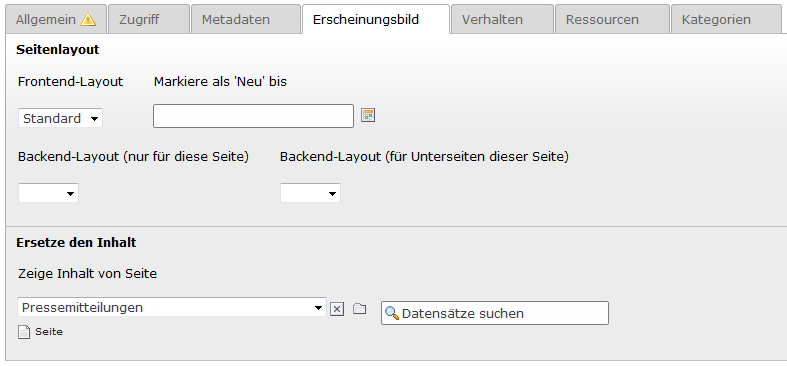 Allgemein Zugriff Metadaten Erscheinungsbild Verhalten Ressourcen Kategorien
Seitenlayout
Frontend-Layout Markiere als 'Neu' bis
Standard
Backend-Layout (nur für diese Seite) Backend-Layout (für Unterseiten dieser Seite)
Ersetze den Inhalt
Zeige Inhalt von Seite
Pressemitteilungen Datensätze suchen
Seite